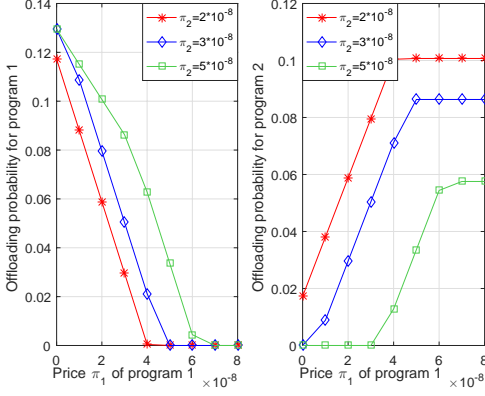 0.14
0.12
0.1
0.08
0.06
0.04
0.02
0
0 2 4 6 8
×10⁻⁸
Price π₁ of program 1
Offloading probability for program 1
π₂=2*10⁻⁸
π₂=3*10⁻⁸
π₂=5*10⁻⁸
0.12
0.1
0.08
0.06
0.04
0.02
0
0 2 4 6 8
×10⁻⁸
Price π₁ of program 1
Offloading probability for program 2
π₂=2*10⁻⁸
π₂=3*10⁻⁸
π₂=5*10⁻⁸